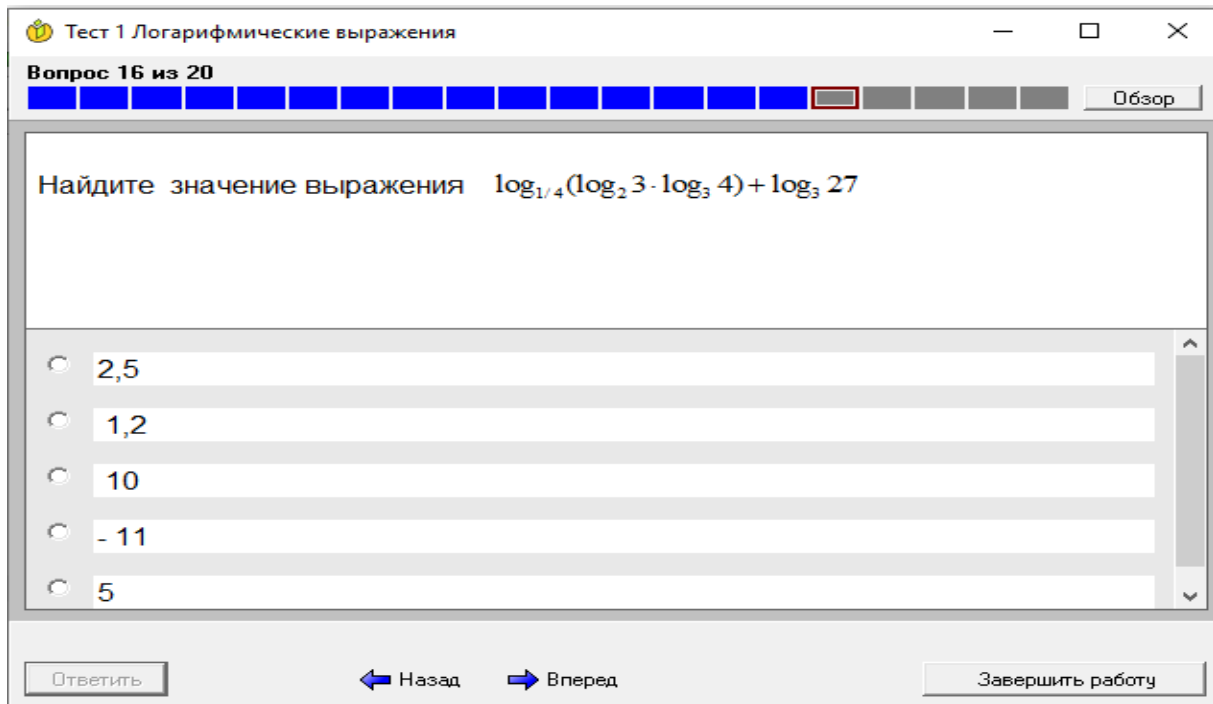 Тест 1 Логарифмические выражения
Вопрос 16 из 20
Обзор
Найдите значение выражения log₁/₄(log₂ 3 · log₃ 4) + log₃ 27
2,5
1,2
10
- 11
5
Ответить Назад Вперед Завершить работу